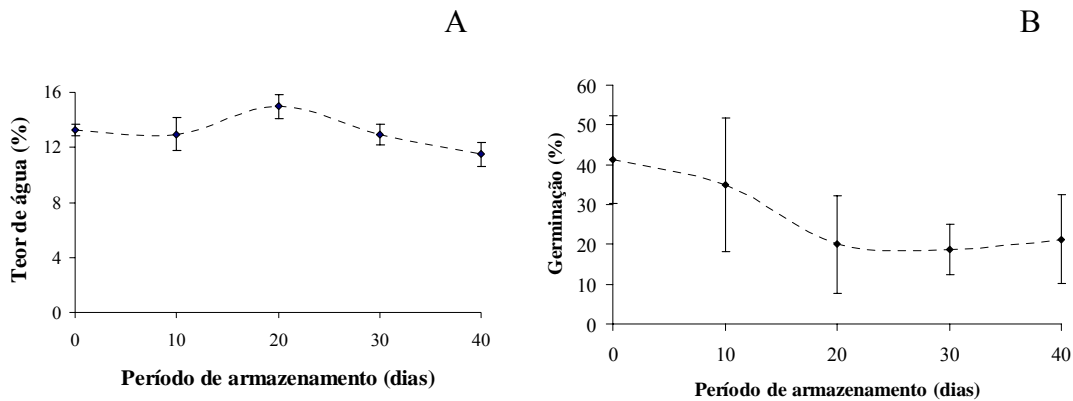 A
16
12
8
4
0
Teor de água (%)
0 10 20 30 40
Período de armazenamento (dias)
B
60
50
40
30
20
10
0
Germinação (%)
0 10 20 30 40
Período de armazenamento (dias)